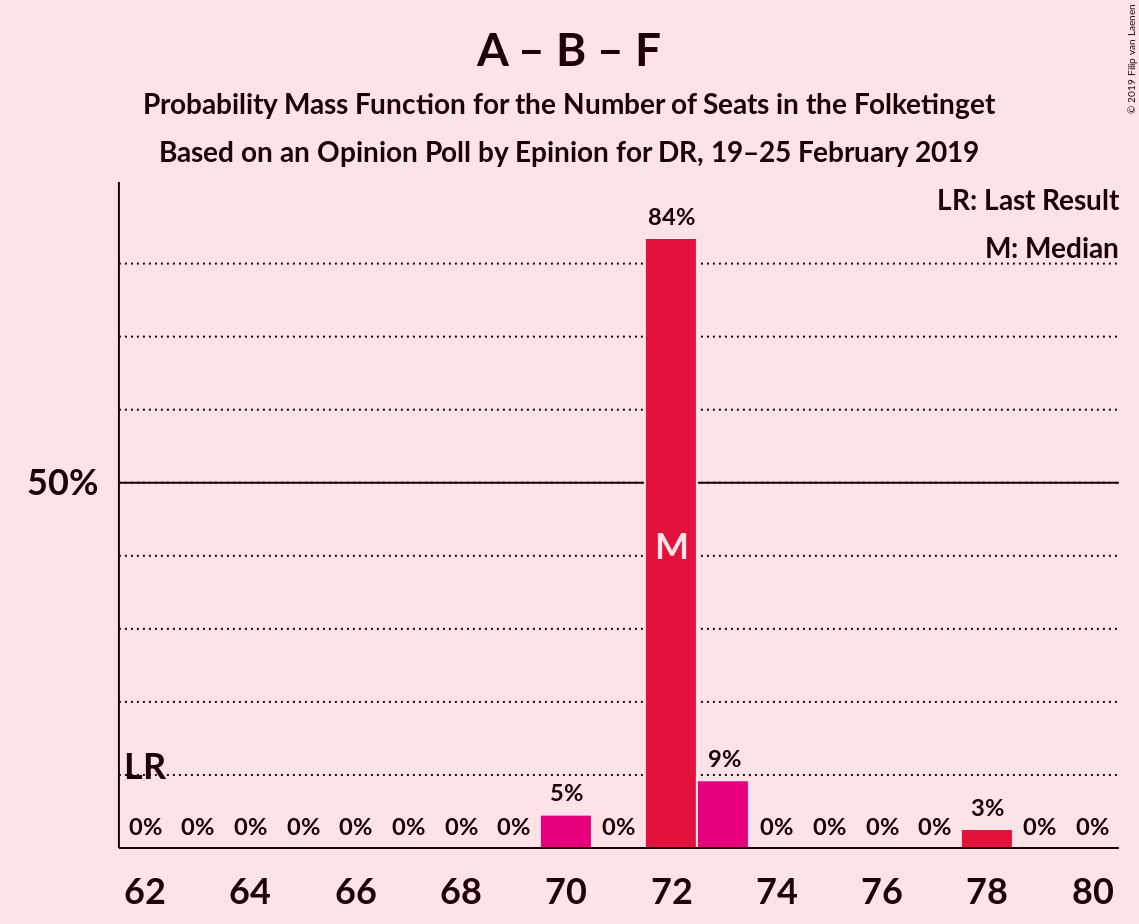 A – B – F
Probability Mass Function for the Number of Seats in the Folketinget
Based on an Opinion Poll by Epinion for DR, 19–25 February 2019
© 2019 Filip van Laenen
LR: Last Result
M: Median
84%
50%
M
LR
9%
5%
3%
0% 0% 0% 0% 0% 0% 0% 0% 0% 0% 0% 0% 0% 0% 0%
62 64 66 68 70 72 74 76 78 80